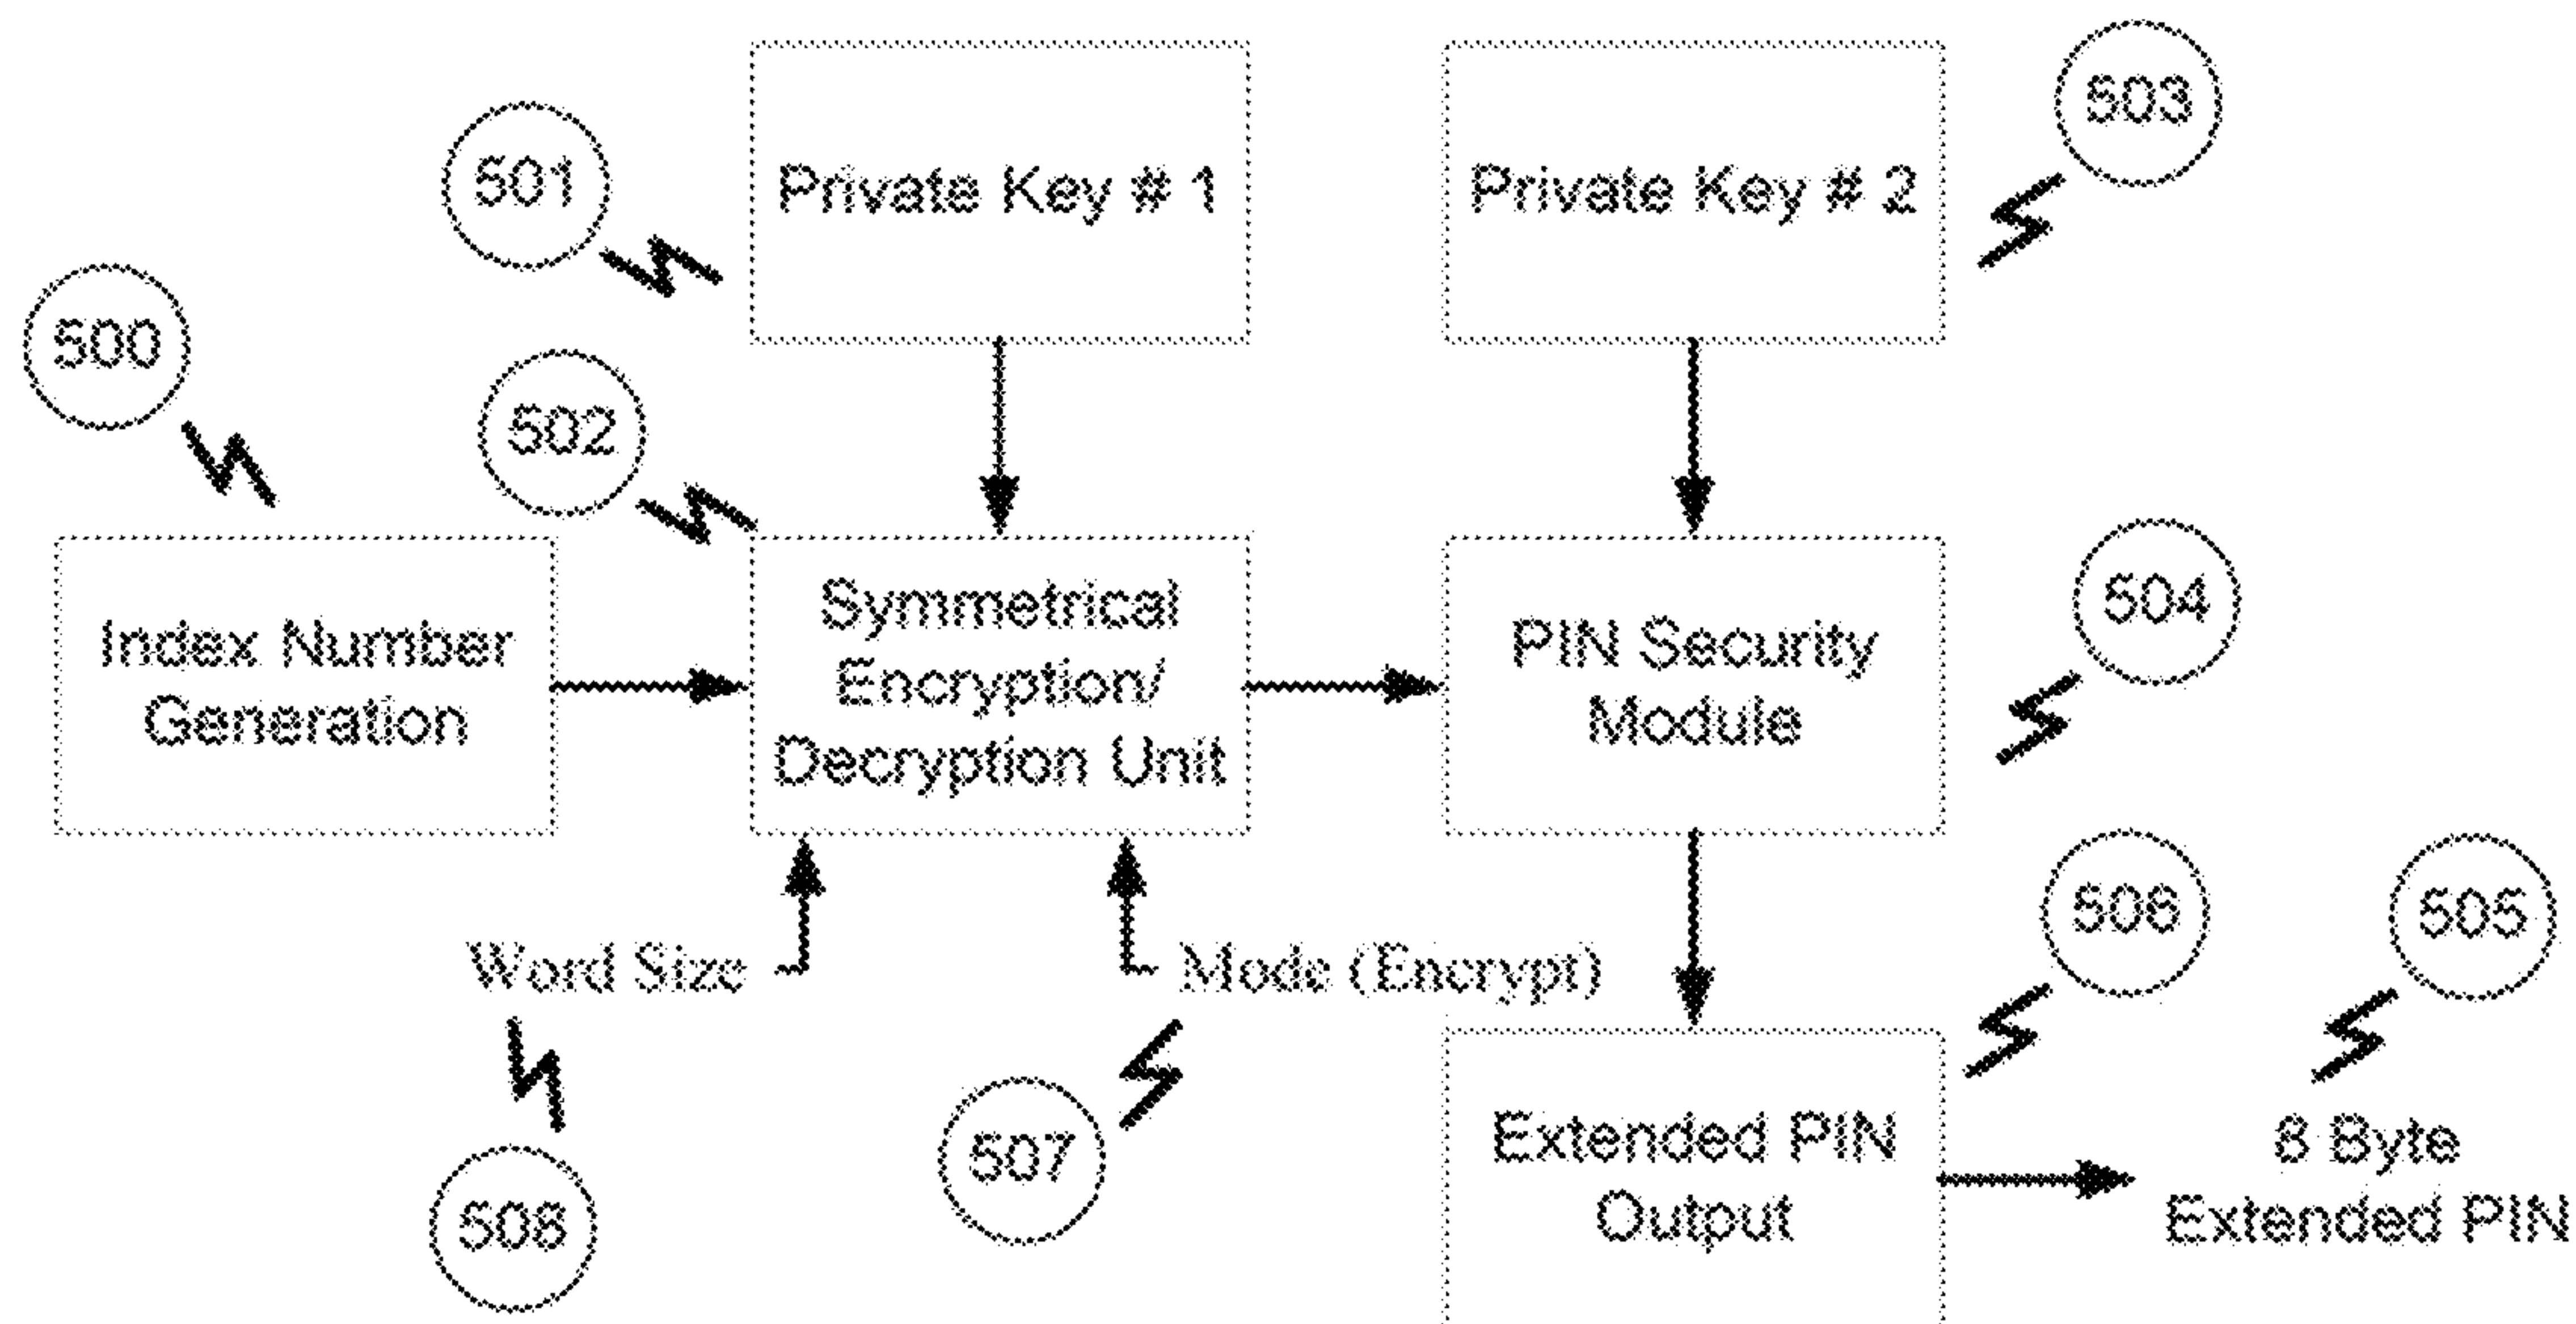 503
501
Private Key # 1
Private Key # 2
500
502
504
Symmetrical
Encryption/
Decryption Unit
Index Number
Generation
PIN Security
Module
506
505
Word Size
Mode (Encrypt)
507
508
Extended PIN
Output
Byte
Extended PIN